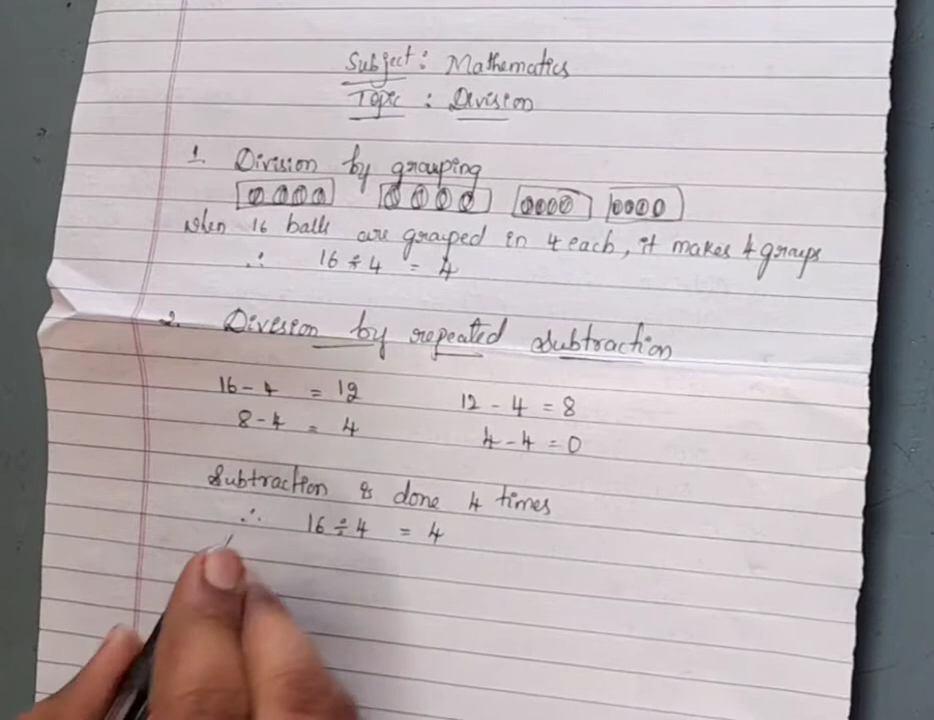 Subject: Mathematics
Topic : Division
1. Division by grouping
when 16 balls are grouped in 4 each, it makes 4 groups
∴ 16 ÷ 4 = 4
2. Division by repeated subtraction
16 - 4 = 12 12 - 4 = 8
8 - 4 = 4 4 - 4 = 0
Subtraction is done 4 times
∴ 16 ÷ 4 = 4